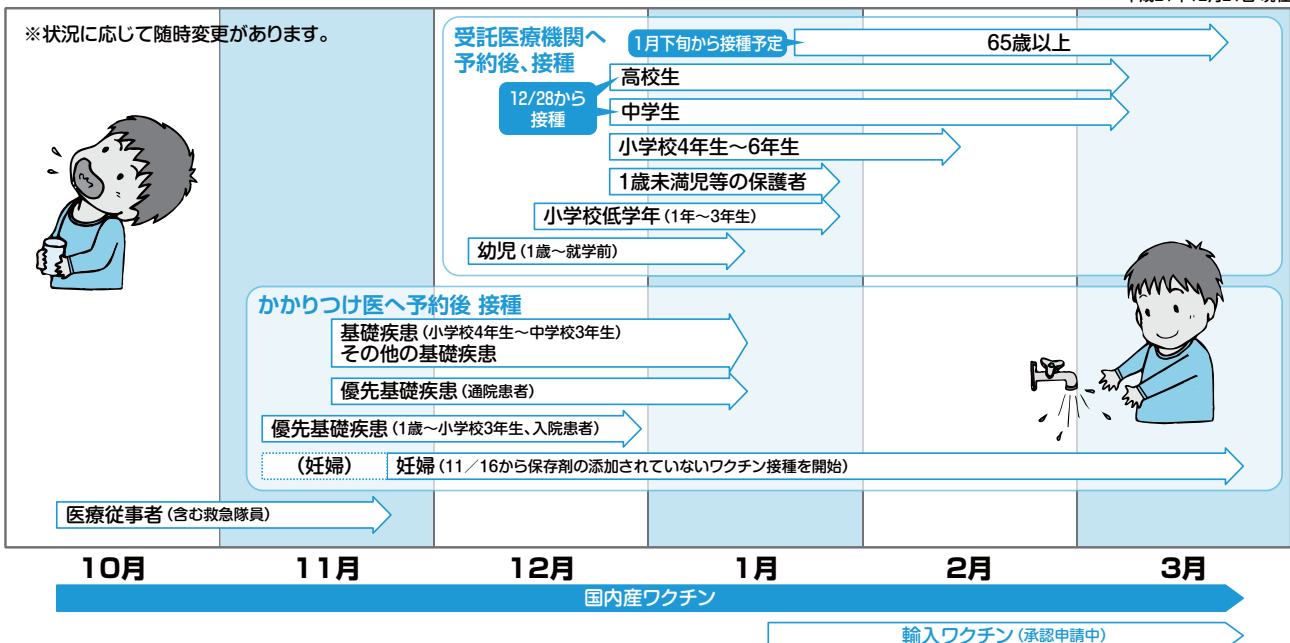 ※状況に応じて随時変更があります。
受託医療機関へ
予約後、接種
1月下旬から接種予定
65歳以上
高校生
12/28から
接種
中学生
小学校4年生～6年生
1歳未満児等の保護者
小学校低学年(1年～3年生)
幼児(1歳～就学前)
かかりつけ医へ予約後 接種
基礎疾患(小学校4年生～中学校3年生)
その他の基礎疾患
優先基礎疾患(通院患者)
優先基礎疾患(1歳～小学校3年生、入院患者)
(妊婦)
妊婦(11／16から保存剤の添加されていないワクチン接種を開始)
医療従事者(含む救急隊員)
10月 11月 12月 1月 2月 3月
国内産ワクチン
輸入ワクチン(承認申請中)